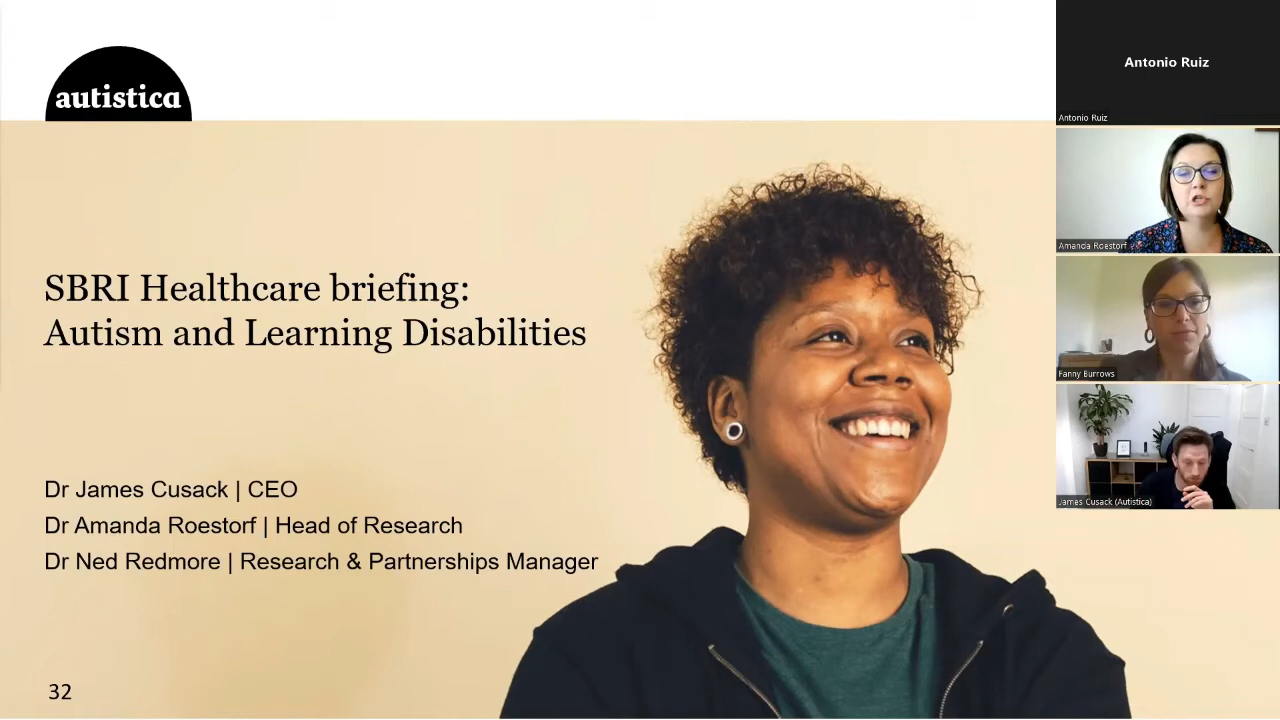 autistica
SBRI Healthcare briefing:
Autism and Learning Disabilities
Dr James Cusack | CEO
Dr Amanda Roestorf | Head of Research
Dr Ned Redmore | Research & Partnerships Manager
32
Antonio Ruiz
Antonio Ruiz
Amanda Roestorf
Fanny Burrows
James Cusack (Autistica)